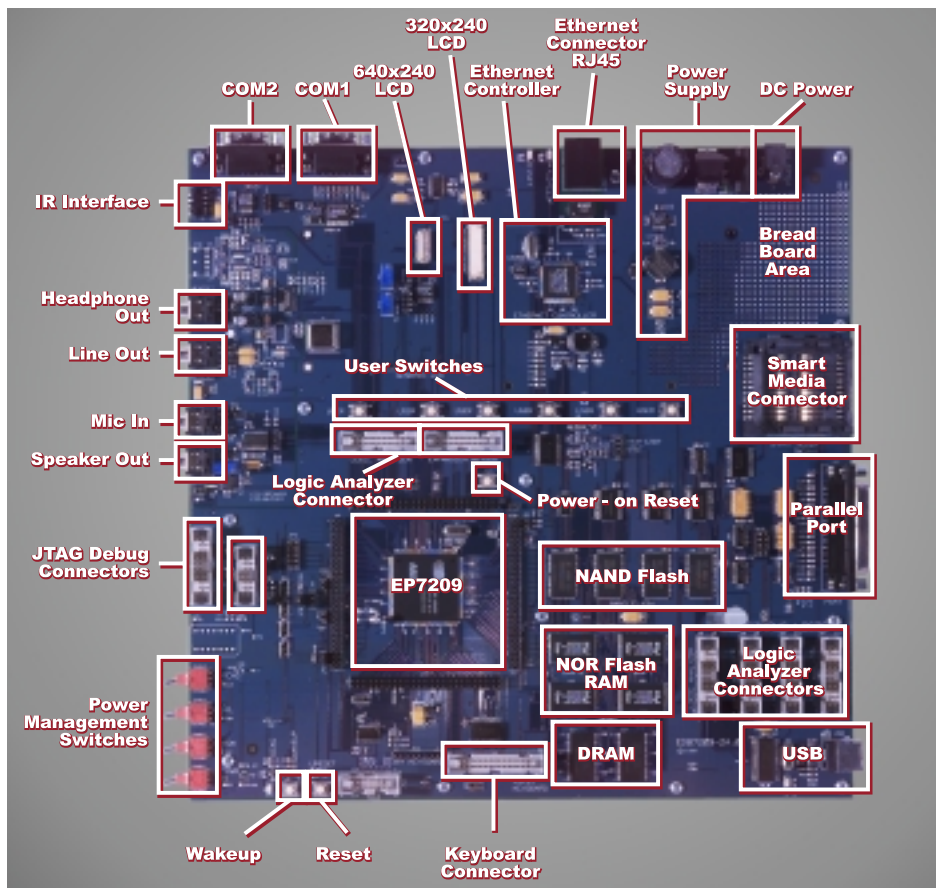 320x240
LCD
Ethernet
Connector
RJ45
640x240
LCD
Ethernet
Controller
Power
Supply
DC Power
COM2
COM1
IR Interface
Bread
Board
Area
Headphone
Out
Line Out
User Switches
Smart
Media
Connector
Mic In
Speaker Out
Logic Analyzer
Connector
Power - on Reset
Parallel
Port
JTAG Debug
Connectors
EP7209
NAND Flash
NOR Flash
RAM
Logic
Analyzer
Connectors
Power
Management
Switches
DRAM
USB
Wakeup
Reset
Keyboard
Connector